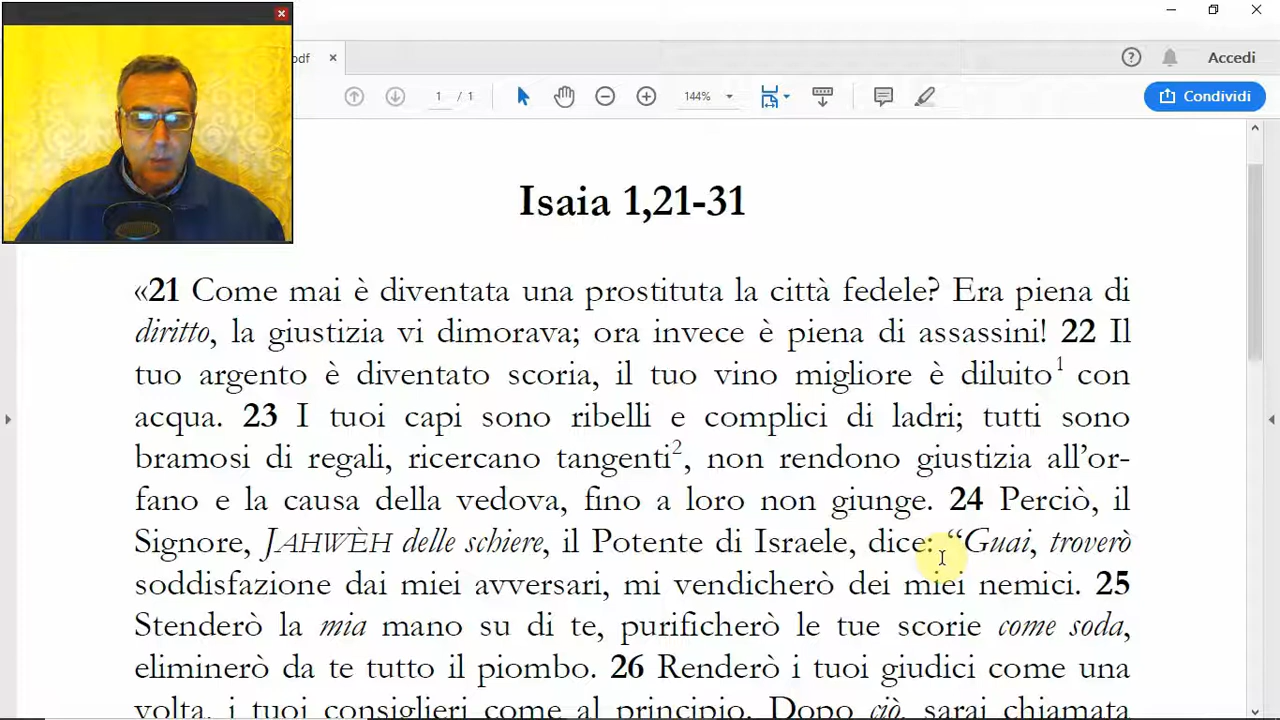 odf
Accedi
1 / 1
144%
Condividi
Isaia 1,21-31
«21 Come mai è diventata una prostituta la città fedele? Era piena di
diritto, la giustizia vi dimorava; ora invece è piena di assassini! 22 Il
tuo argento è diventato scoria, il tuo vino migliore è diluito¹ con
acqua. 23 I tuoi capi sono ribelli e complici di ladri; tutti sono
bramosi di regali, ricercano tangenti², non rendono giustizia all’or-
fano e la causa della vedova, fino a loro non giunge. 24 Perciò, il
Signore, JAHWÈH delle schiere, il Potente di Israele, dice: “Guai, troverò
soddisfazione dai miei avversari, mi vendicherò dei miei nemici. 25
Stenderò la mia mano su di te, purificherò le tue scorie come soda,
eliminerò da te tutto il piombo. 26 Renderò i tuoi giudici come una
volta, i tuoi consiglieri come al principio. Dopo ciò, sarai chiamata